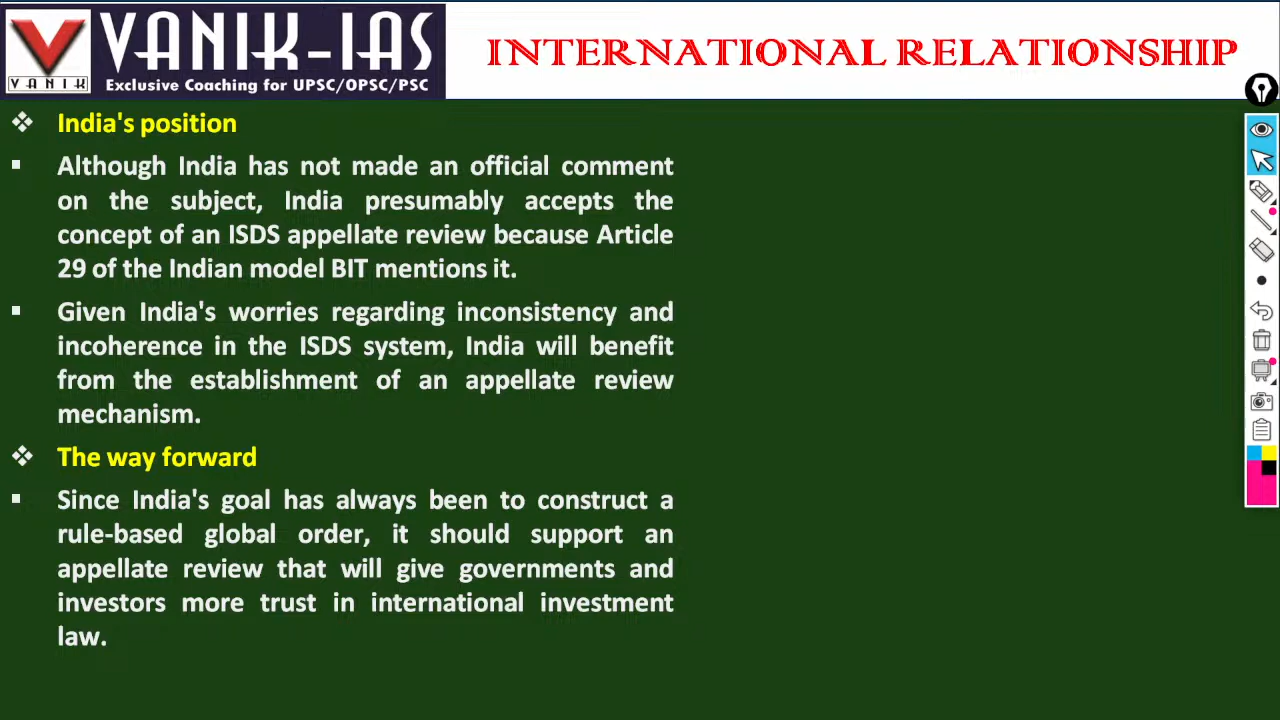 VANIK-IAS
VANIK
Exclusive Coaching for UPSC/OPSC/PSC
INTERNATIONAL RELATIONSHIP
❖ India's position
▪ Although India has not made an official comment
on the subject, India presumably accepts the
concept of an ISDS appellate review because Article
29 of the Indian model BIT mentions it.
▪ Given India's worries regarding inconsistency and
incoherence in the ISDS system, India will benefit
from the establishment of an appellate review
mechanism.
❖ The way forward
▪ Since India's goal has always been to construct a
rule-based global order, it should support an
appellate review that will give governments and
investors more trust in international investment
law.